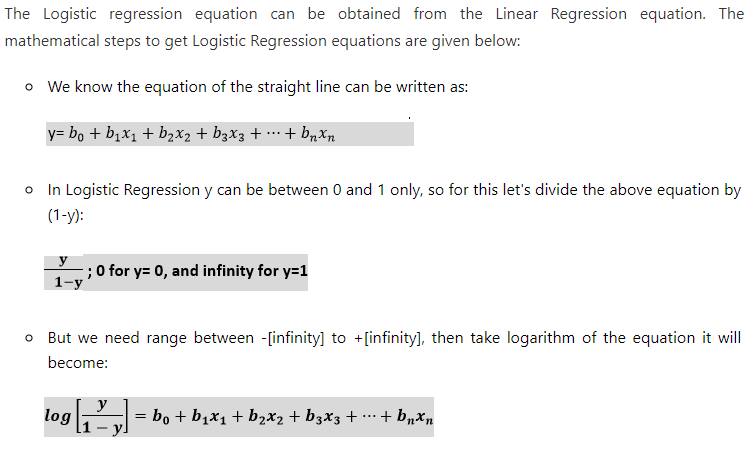 The Logistic regression equation can be obtained from the Linear Regression equation. The
mathematical steps to get Logistic Regression equations are given below:
o We know the equation of the straight line can be written as:
y= b₀ + b₁x₁ + b₂x₂ + b₃x₃ + ⋯ + bₙxₙ
o In Logistic Regression y can be between 0 and 1 only, so for this let's divide the above equation by
(1-y):
y/1−y ; 0 for y= 0, and infinity for y=1
o But we need range between -[infinity] to +[infinity], then take logarithm of the equation it will
become:
log[y/1 − y] = b₀ + b₁x₁ + b₂x₂ + b₃x₃ + ⋯ + bₙxₙ